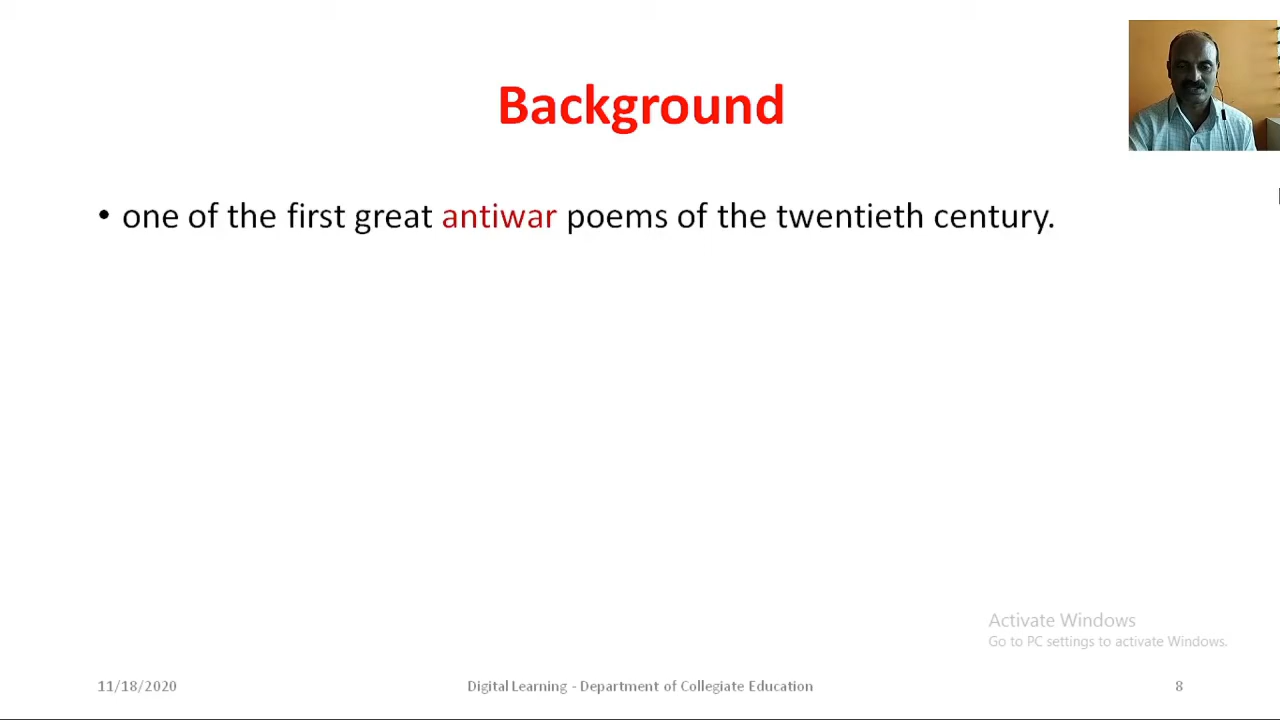 Background
• one of the first great antiwar poems of the twentieth century.
Activate Windows
Go to PC settings to activate Windows.
11/18/2020 Digital Learning - Department of Collegiate Education 8